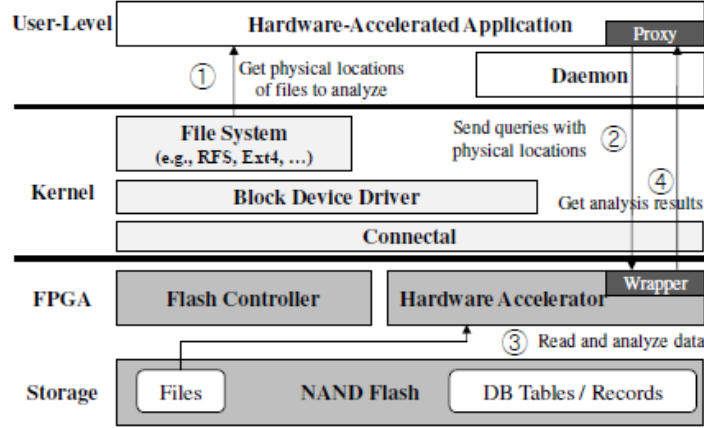 User-Level
Hardware-Accelerated Application
Proxy
① Get physical locations
of files to analyze
Daemon
File System
(e.g., RFS, Ext4, …)
Send queries with
physical locations
②
Kernel
Block Device Driver
④
Get analysis results
Connectal
FPGA
Flash Controller
Hardware Accelerator
Wrapper
③ Read and analyze data
Storage
Files
NAND Flash
DB Tables / Records